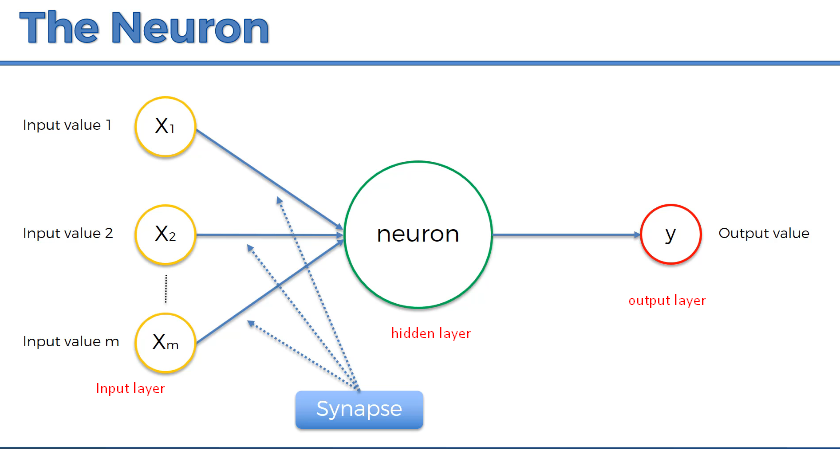 The Neuron
Input value 1
X1
Input value 2
X2
neuron
y
Output value
output layer
hidden layer
Input value m
Xm
Input layer
Synapse